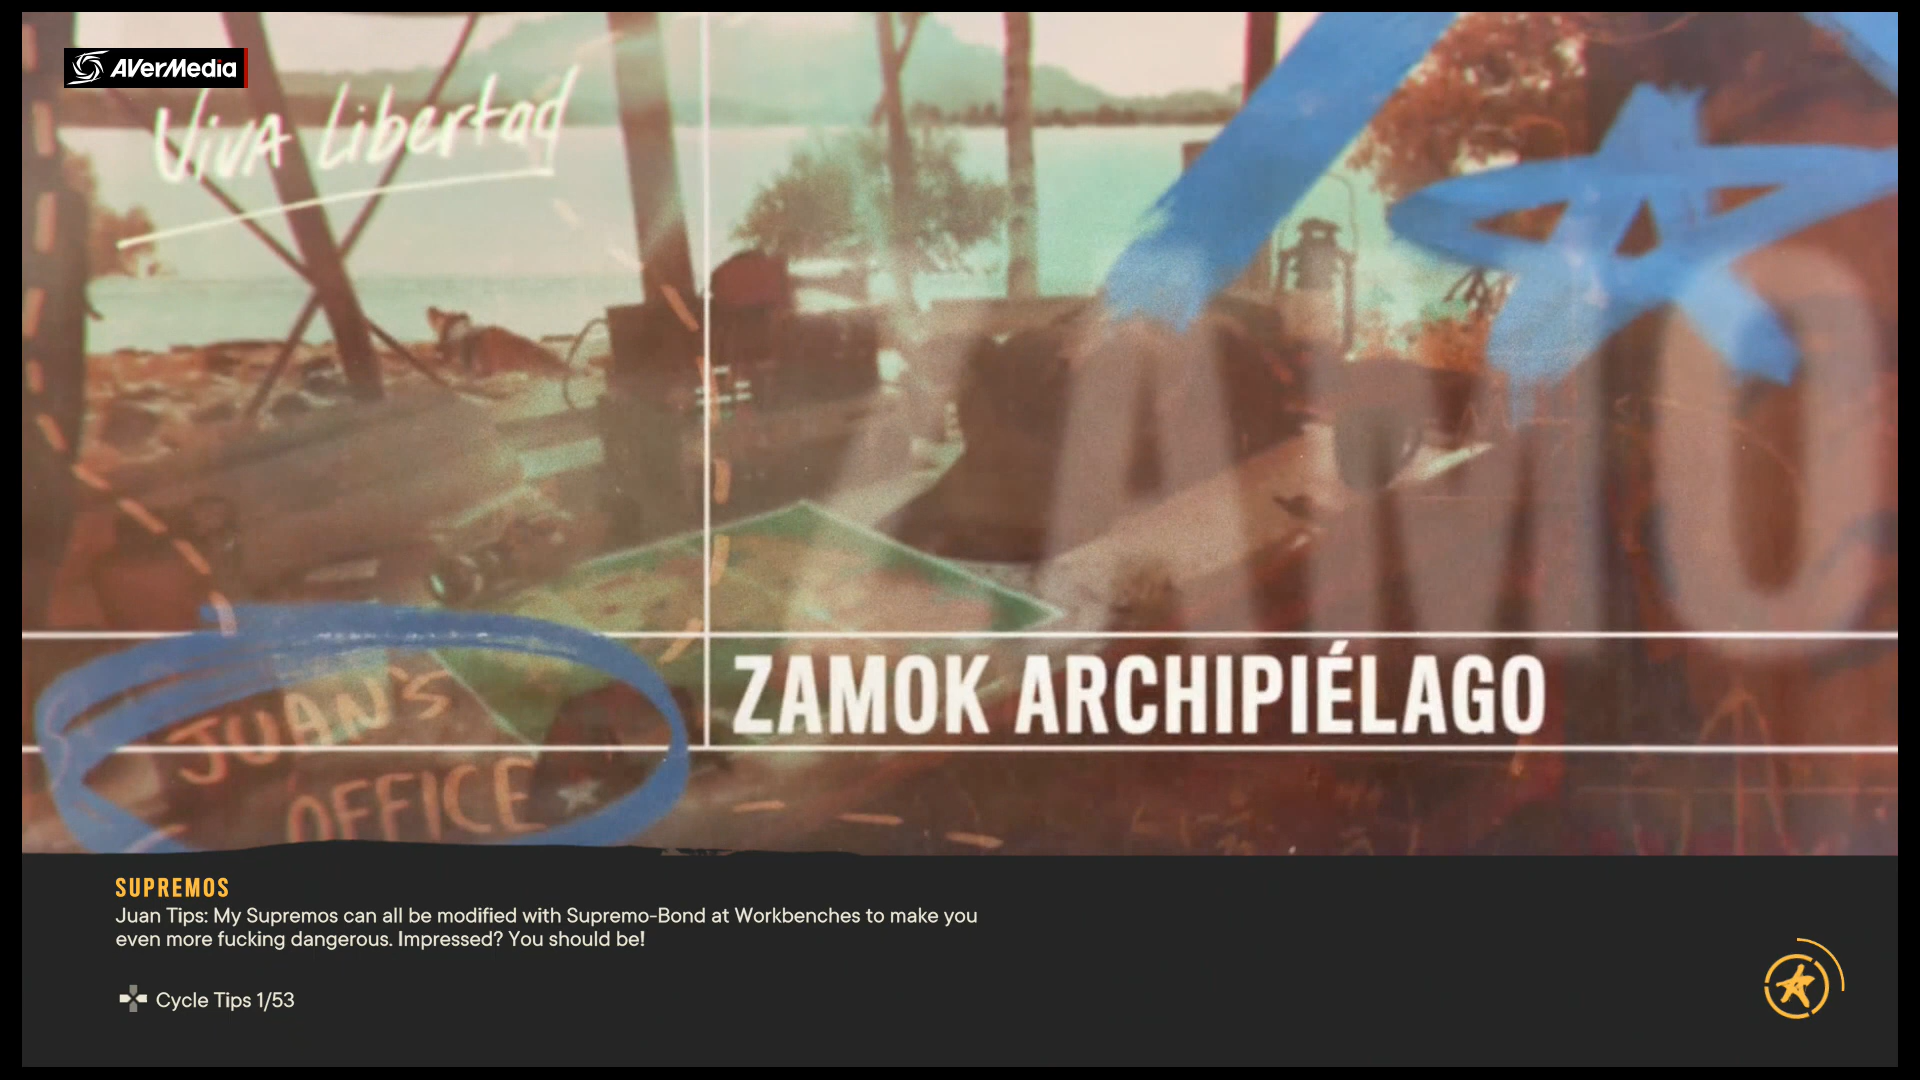 AVerMedia
VivA Libertad
AMO
ZAMOK ARCHIPIÉLAGO
JUAN'S
OFFICE
SUPREMOS
Juan Tips: My Supremos can all be modified with Supremo-Bond at Workbenches to make you
even more fucking dangerous. Impressed? You should be!
Cycle Tips 1/53